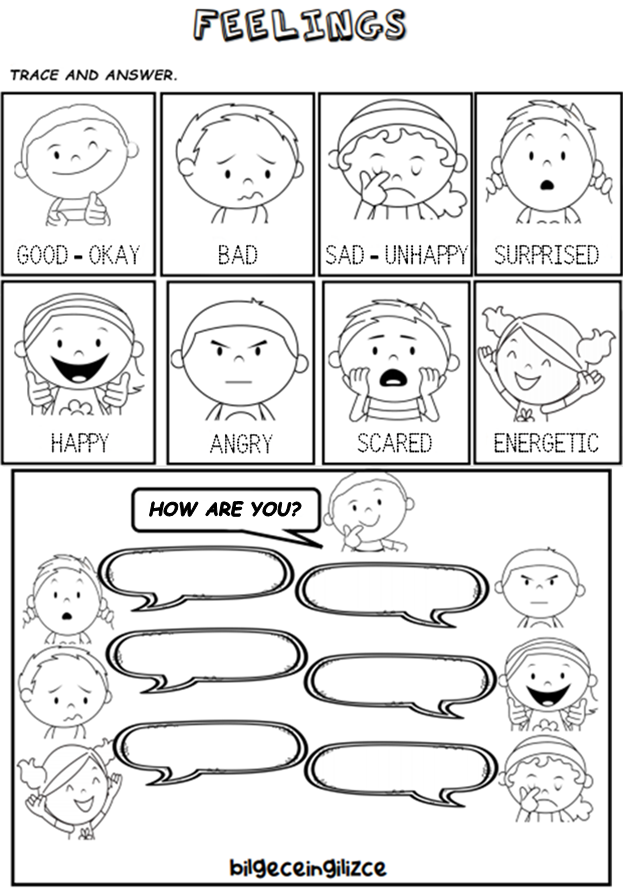 FEELINGS
TRACE AND ANSWER.
GOOD - OKAY
BAD
SAD - UNHAPPY
SURPRISED
HAPPY
ANGRY
SCARED
ENERGETIC
HOW ARE YOU?
bilgeceingilizce